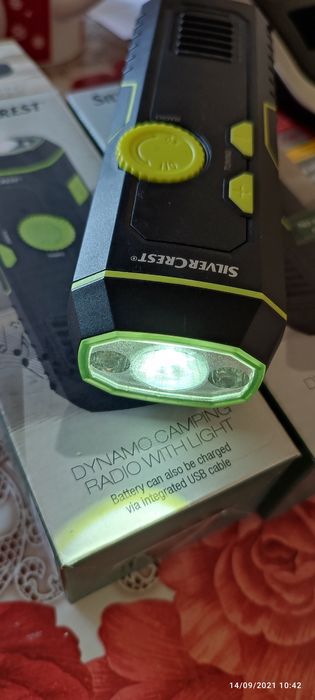 CREST
SILVERCREST®
DYNAMO CAMPING
RADIO WITH LIGHT
Battery can also be charged
via integrated USB cable
14/09/2021 10:42